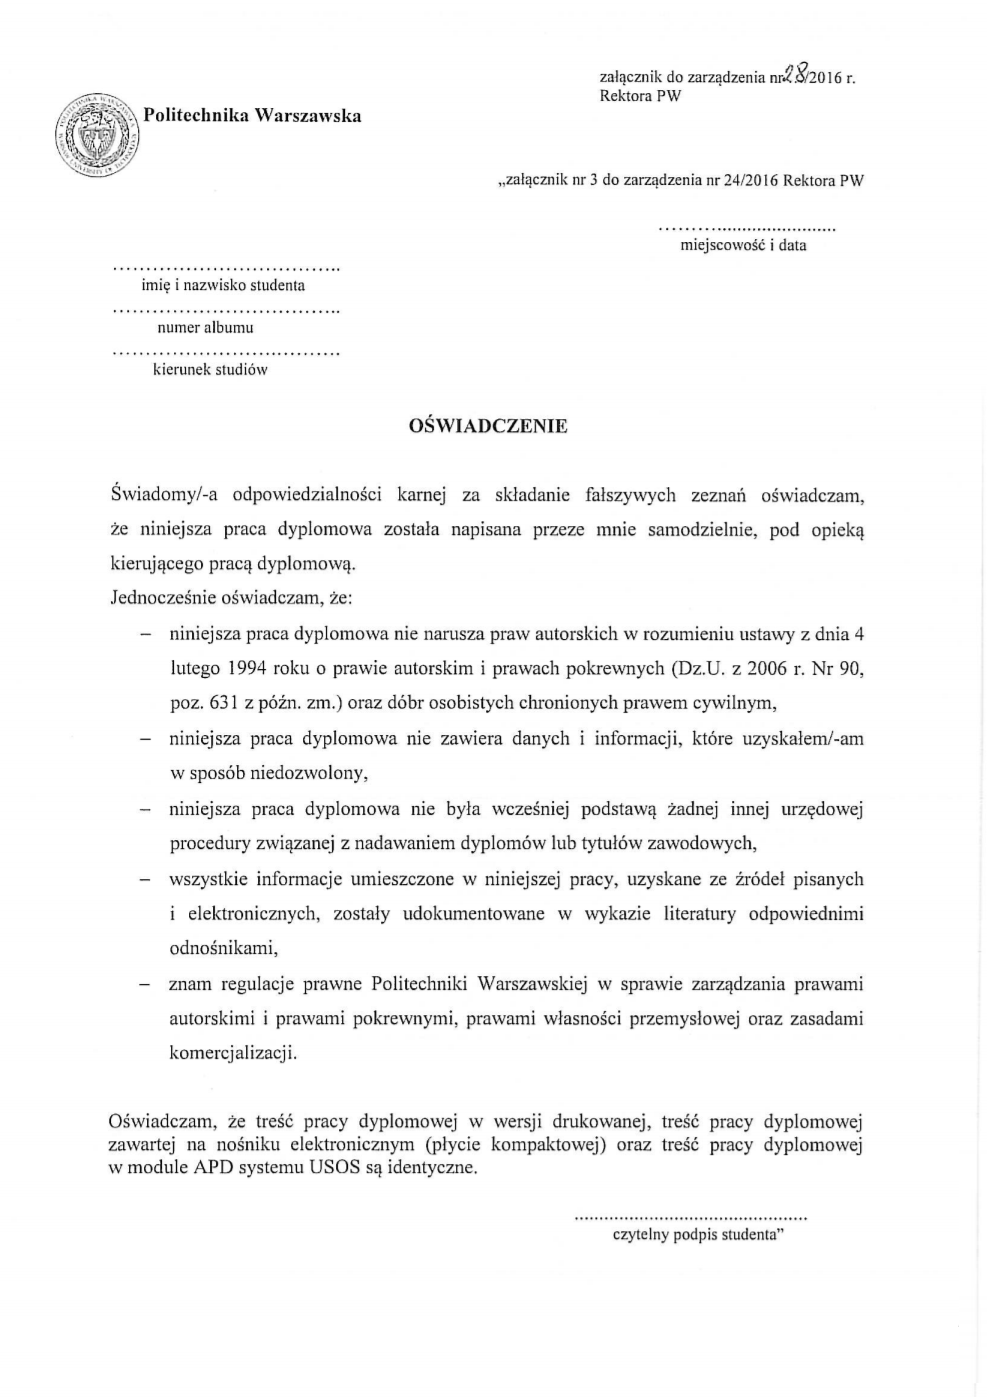 załącznik do zarządzenia nr 28/2016 r.
Rektora PW
Politechnika Warszawska
„załącznik nr 3 do zarządzenia nr 24/2016 Rektora PW
....................................
miejscowość i data
....................................
imię i nazwisko studenta
....................................
numer albumu
....................................
kierunek studiów
OŚWIADCZENIE
Świadomy/-a odpowiedzialności karnej za składanie fałszywych zeznań oświadczam,
że niniejsza praca dyplomowa została napisana przeze mnie samodzielnie, pod opieką
kierującego pracą dyplomową.
Jednocześnie oświadczam, że:
– niniejsza praca dyplomowa nie narusza praw autorskich w rozumieniu ustawy z dnia 4
lutego 1994 roku o prawie autorskim i prawach pokrewnych (Dz.U. z 2006 r. Nr 90,
poz. 631 z późn. zm.) oraz dóbr osobistych chronionych prawem cywilnym,
– niniejsza praca dyplomowa nie zawiera danych i informacji, które uzyskałem/-am
w sposób niedozwolony,
– niniejsza praca dyplomowa nie była wcześniej podstawą żadnej innej urzędowej
procedury związanej z nadawaniem dyplomów lub tytułów zawodowych,
– wszystkie informacje umieszczone w niniejszej pracy, uzyskane ze źródeł pisanych
i elektronicznych, zostały udokumentowane w wykazie literatury odpowiednimi
odnośnikami,
– znam regulacje prawne Politechniki Warszawskiej w sprawie zarządzania prawami
autorskimi i prawami pokrewnymi, prawami własności przemysłowej oraz zasadami
komercjalizacji.
Oświadczam, że treść pracy dyplomowej w wersji drukowanej, treść pracy dyplomowej
zawartej na nośniku elektronicznym (płycie kompaktowej) oraz treść pracy dyplomowej
w module APD systemu USOS są identyczne.
...............................................
czytelny podpis studenta”